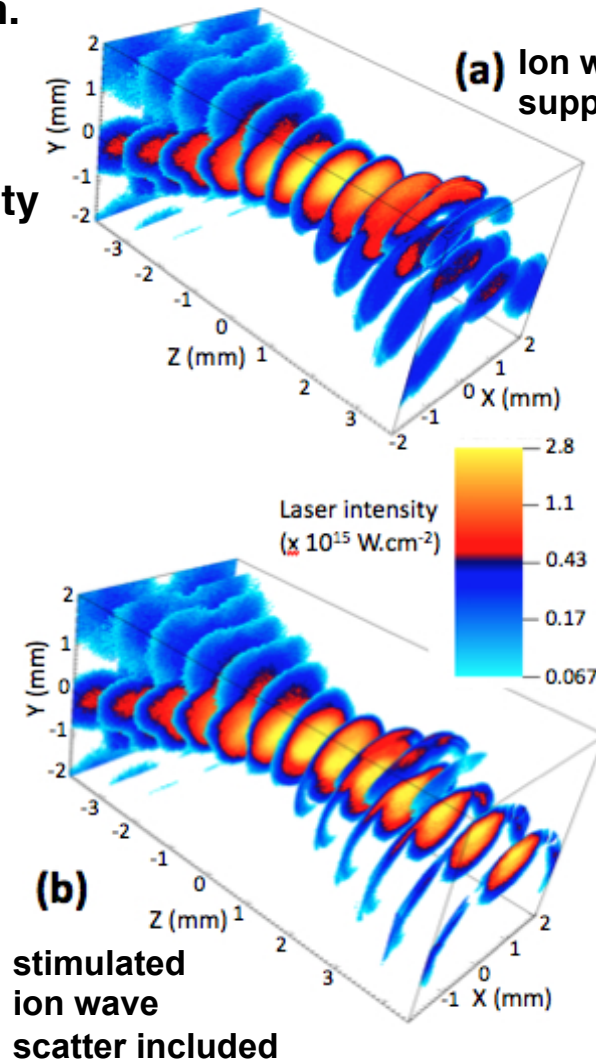 n.
(a) Ion w
supp
ty
Y (mm)
2
1
0
-1
-2
-3
-2
-1
0
1
2
3
Z (mm)
-2
-1
0
1
2
X (mm)
Laser intensity
(x 10¹⁵ W.cm⁻²)
2.8
1.1
0.43
0.17
0.067
Y (mm)
2
1
0
-1
-2
-3
-2
-1
0
1
2
3
Z (mm)
-1
0
1
2
X (mm)
(b)
stimulated
ion wave
scatter included